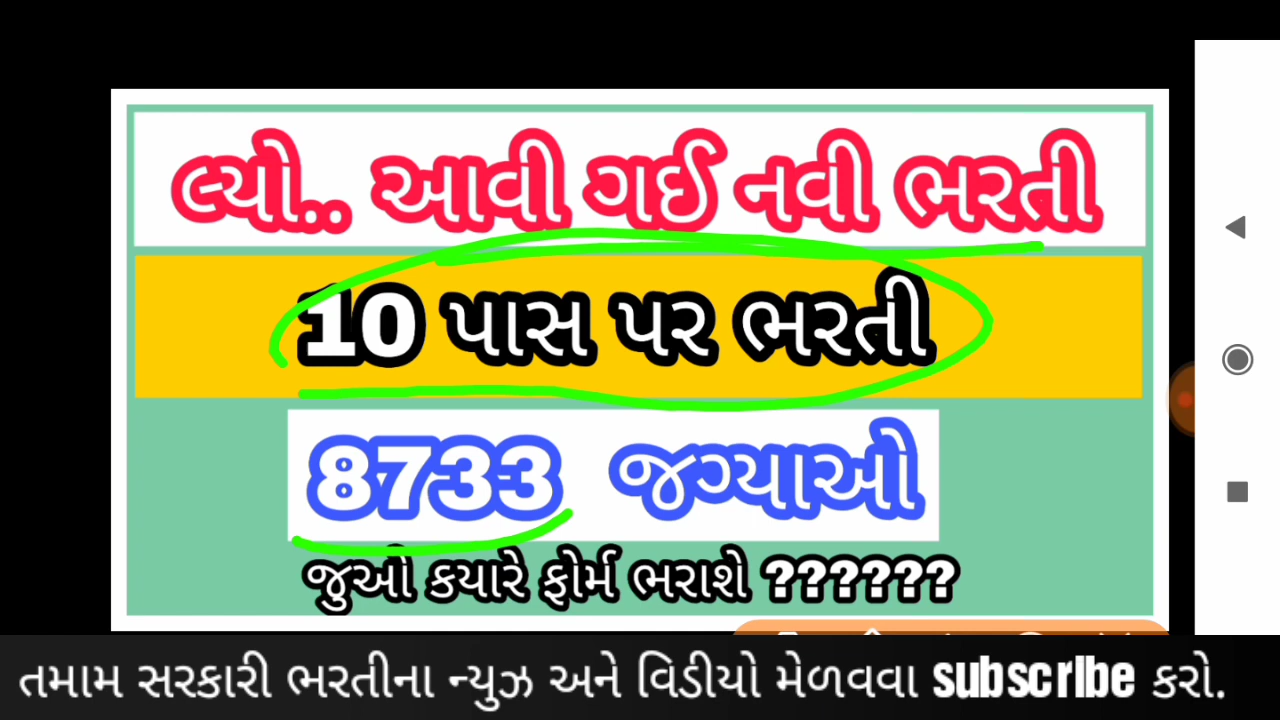 લ્યો.. આવી ગઈ નવી ભરતી
10 પાસ પર ભરતી
8733 જગ્યાઓ
જુઓ કયારે ફોર્મ ભરાશે ??????
તમામ સરકારી ભરતીના ન્યુઝ અને વિડીયો મેળવવા subscribe કરો.